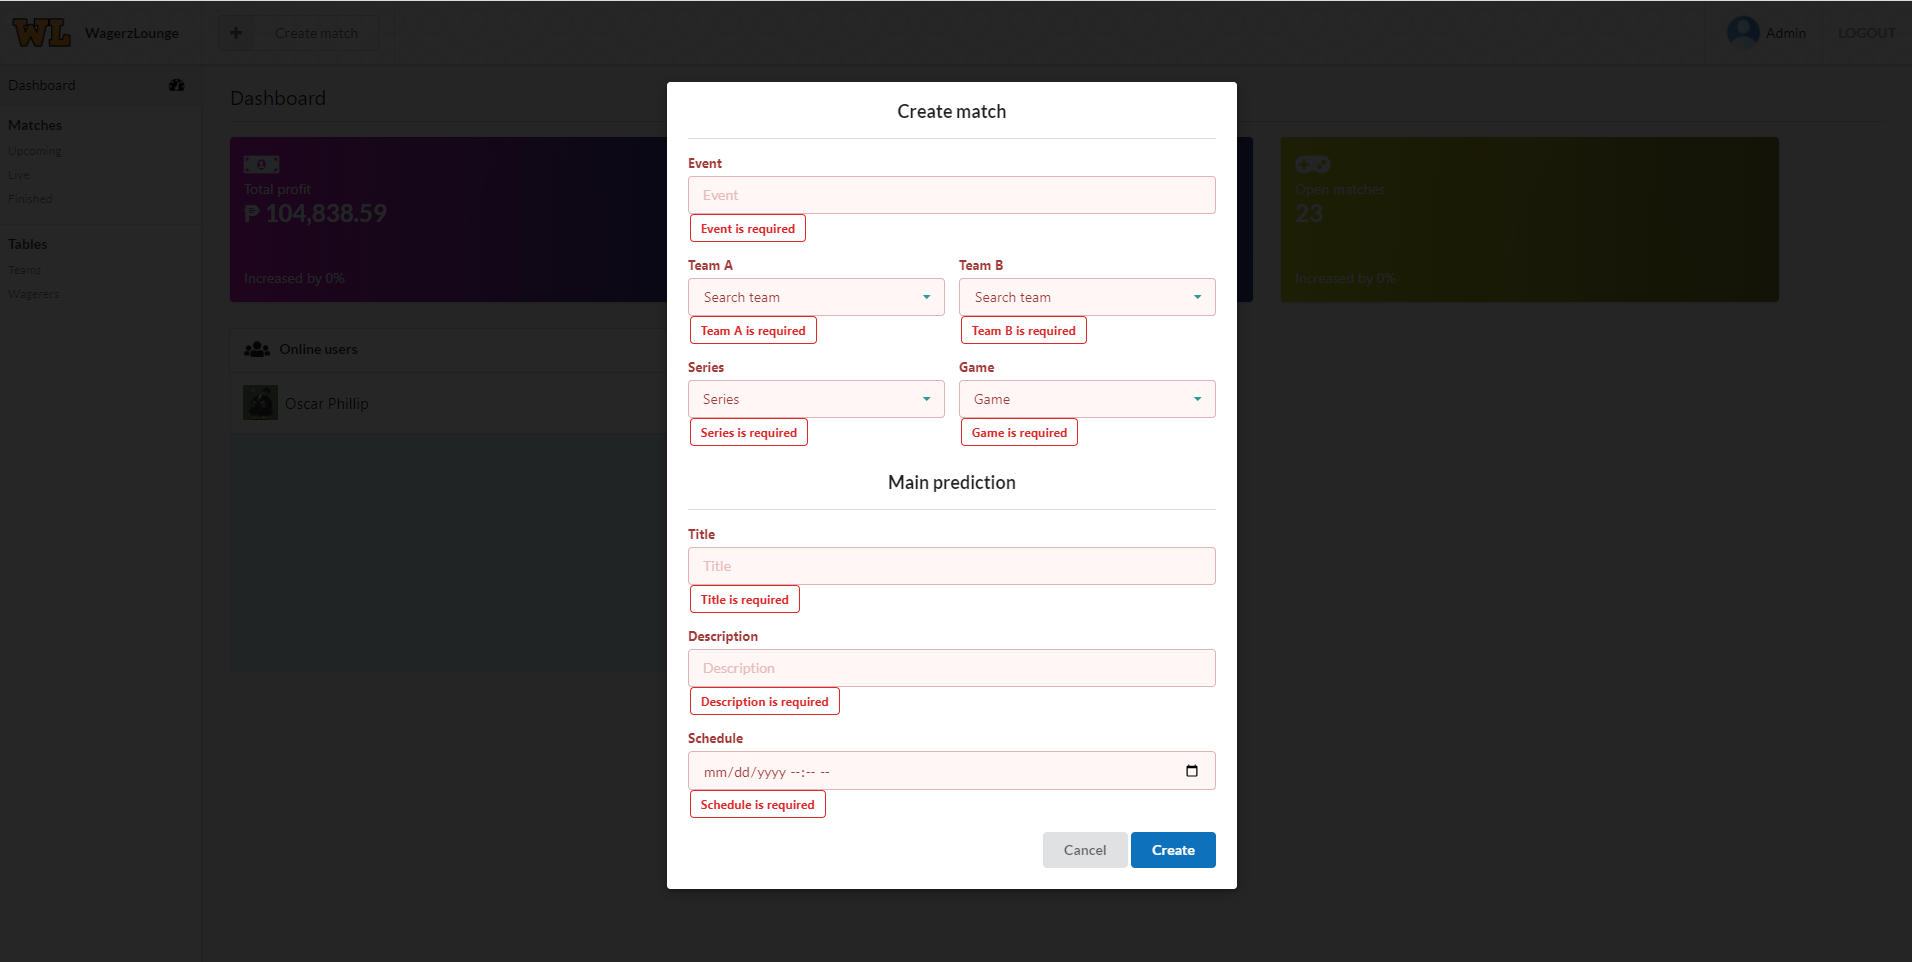 WL WagerzLounge
Create match
Admin
LOGOUT
Dashboard
Matches
Upcoming
Live
Finished
Tables
Teams
Wagerers
Dashboard
Total profit
₱ 104,838.59
Increased by 0%
Open matches
23
Increased by 0%
Online users
Oscar Phillip
Create match
Event
Event
Event is required
Team A Team B
Search team Search team
Team A is required Team B is required
Series Game
Series Game
Series is required Game is required
Main prediction
Title
Title
Title is required
Description
Description
Description is required
Schedule
mm/dd/yyyy --:-- --
Schedule is required
Cancel Create